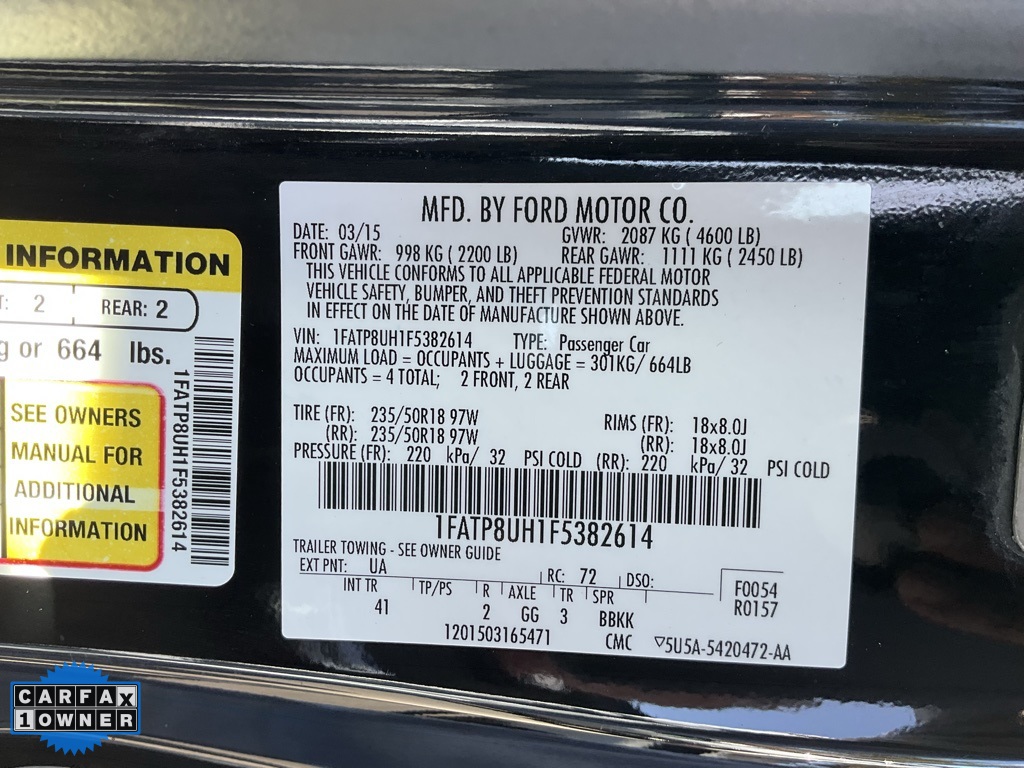 MFD. BY FORD MOTOR CO.
DATE: 03/15 GVWR: 2087 KG ( 4600 LB)
FRONT GAWR: 998 KG ( 2200 LB) REAR GAWR: 1111 KG ( 2450 LB)
THIS VEHICLE CONFORMS TO ALL APPLICABLE FEDERAL MOTOR
VEHICLE SAFETY, BUMPER, AND THEFT PREVENTION STANDARDS
IN EFFECT ON THE DATE OF MANUFACTURE SHOWN ABOVE.
VIN: 1FATP8UH1F5382614 TYPE: Passenger Car
MAXIMUM LOAD = OCCUPANTS + LUGGAGE = 301KG/ 664LB
OCCUPANTS = 4 TOTAL; 2 FRONT, 2 REAR
TIRE (FR): 235/50R18 97W RIMS (FR): 18x8.0J
(RR): 235/50R18 97W (RR): 18x8.0J
PRESSURE (FR): 220 kPa/ 32 PSI COLD (RR): 220 kPa/ 32 PSI COLD
1FATP8UH1F5382614
TRAILER TOWING - SEE OWNER GUIDE
EXT PNT: UA RC: 72 DSO: F0054
INT TR TP/PS R AXLE TR SPR R0157
41 2 GG 3 BBKK
1201503165471 CMC ▽5U5A-5420472-AA
INFORMATION
: 2 REAR: 2
g or 664 lbs.
SEE OWNERS
MANUAL FOR
ADDITIONAL
INFORMATION
1FATP8UH1F5382614
CARFAX
1 OWNER